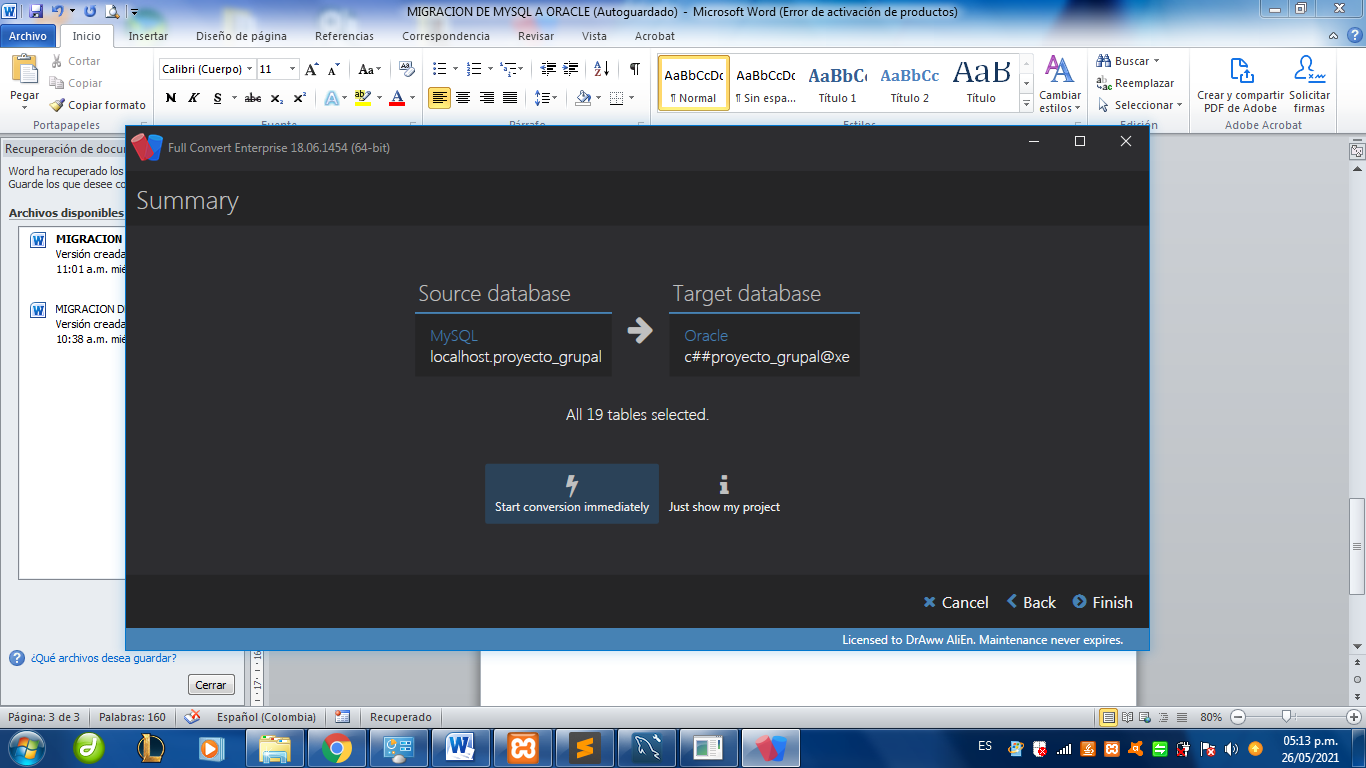 MIGRACION DE MYSQL A ORACLE (Autoguardado) - Microsoft Word (Error de activación de productos)
Archivo Inicio Insertar Diseño de página Referencias Correspondencia Revisar Vista Acrobat
Pegar
Cortar
Copiar
Copiar formato
Portapapeles
Calibri (Cuerpo) 11
N K S abc x₂ x²
Fuente
Párrafo
AaBbCcDc AaBbCcDc AaBbC AaBbCc AaB
¶ Normal ¶ Sin espa... Título 1 Título 2 Título
Estilos
Cambiar estilos
Buscar
Reemplazar
Seleccionar
Edición
Crear y compartir PDF de Adobe
Solicitar firmas
Adobe Acrobat
Recuperación de
Word ha recuperado los
Guarde los que desee
Archivos disponibles
MIGRACION
Versión creada
11:01 a.m.
MIGRACION
Versión creada
10:38 a.m.
¿Qué archivos desea guardar?
Cerrar
Full Convert Enterprise 18.06.1454 (64-bit)
Summary
Source database
MySQL
localhost.proyecto_grupal
Target database
Oracle
c##proyecto_grupal@xe
All 19 tables selected.
Start conversion immediately
Just show my project
Cancel Back Finish
Licensed to DrAww AliEn. Maintenance never expires.
Página: 3 de 3 Palabras: 160 Español (Colombia) Recuperado 80%
ES
05:13 p.m.
26/05/2021